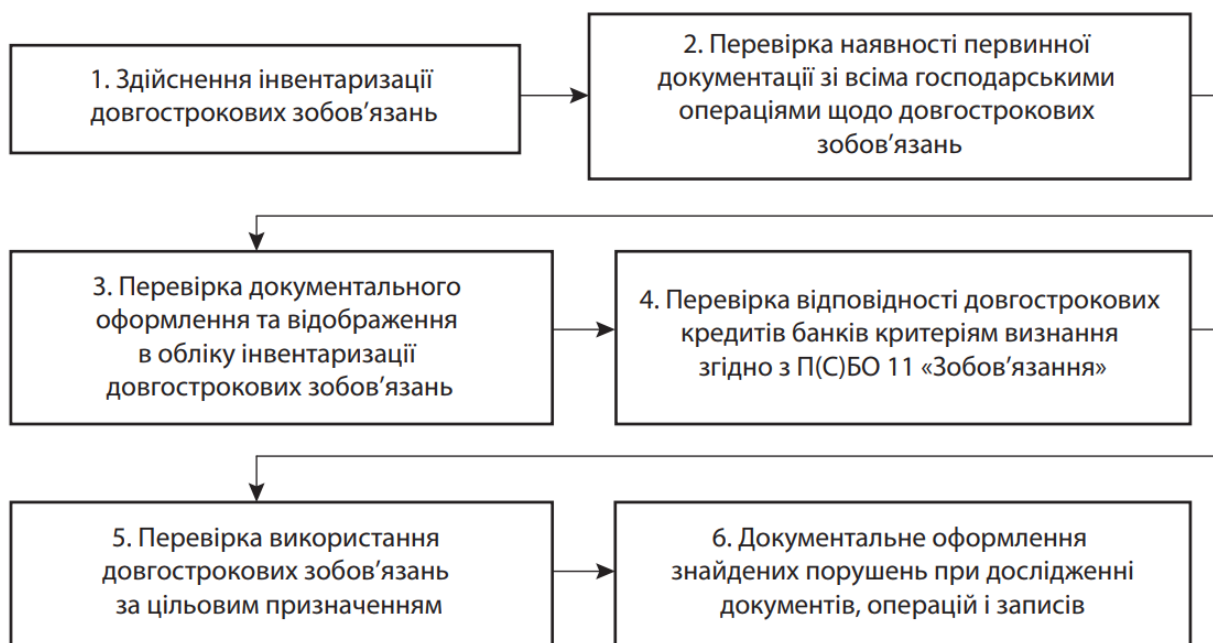 1. Здійснення інвентаризації
довгострокових зобов’язань
2. Перевірка наявності первинної
документації зі всіма господарськими
операціями щодо довгострокових
зобов’язань
3. Перевірка документального
оформлення та відображення
в обліку інвентаризації
довгострокових зобов’язань
4. Перевірка відповідності довгострокових
кредитів банків критеріям визнання
згідно з П(С)БО 11 «Зобов’язання»
5. Перевірка використання
довгострокових зобов’язань
за цільовим призначенням
6. Документальне оформлення
знайдених порушень при дослідженні
документів, операцій і записів